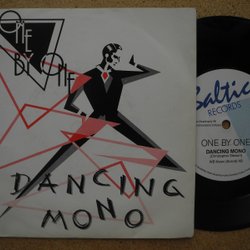 ONE
BY ONE
DANCING
MONO
Baltic
RECORDS
ONE BY ONE
DANCING MONO